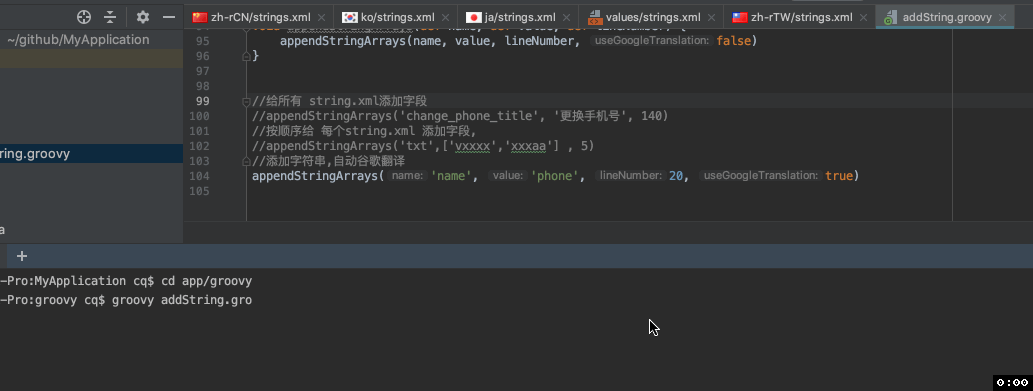 zh-rCN/strings.xml ko/strings.xml ja/strings.xml values/strings.xml zh-rTW/strings.xml addString.groovy
~/github/MyApplication
95 appendStringArrays(name, value, lineNumber, useGoogleTranslation: false)
96 }
97
98
99 //给所有 string.xml添加字段
100 //appendStringArrays('change_phone_title', '更换手机号', 140)
101 //按顺序给 每个string.xml 添加字段,
102 //appendStringArrays('txt',['vxxxx','xxxaa'] , 5)
ring.groovy
103 //添加字符串,自动谷歌翻译
104 appendStringArrays( name: 'name', value: 'phone', lineNumber: 20, useGoogleTranslation: true)
105
a
+
-Pro:MyApplication cq$ cd app/groovy
-Pro:groovy cq$ groovy addString.gro
0:00